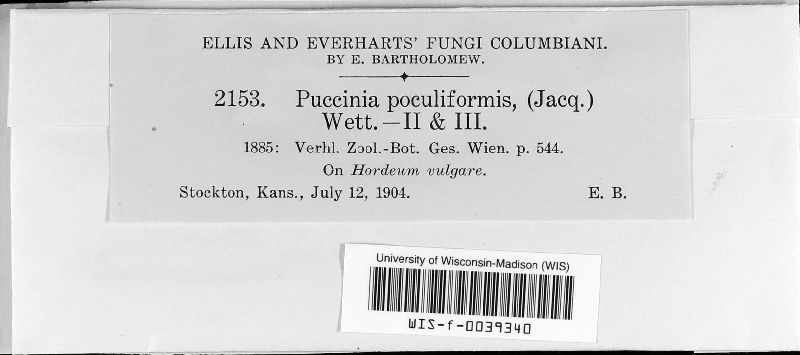 ELLIS AND EVERHARTS' FUNGI COLUMBIANI.
BY E. BARTHOLOMEW.
2153. Puccinia poculiformis, (Jacq.)
Wett.—II & III.
1885: Verhl. Zool.-Bot. Ges. Wien. p. 544.
On Hordeum vulgare.
Stockton, Kans., July 12, 1904. E. B.
University of Wisconsin-Madison (WIS)
WIS-f-0039340